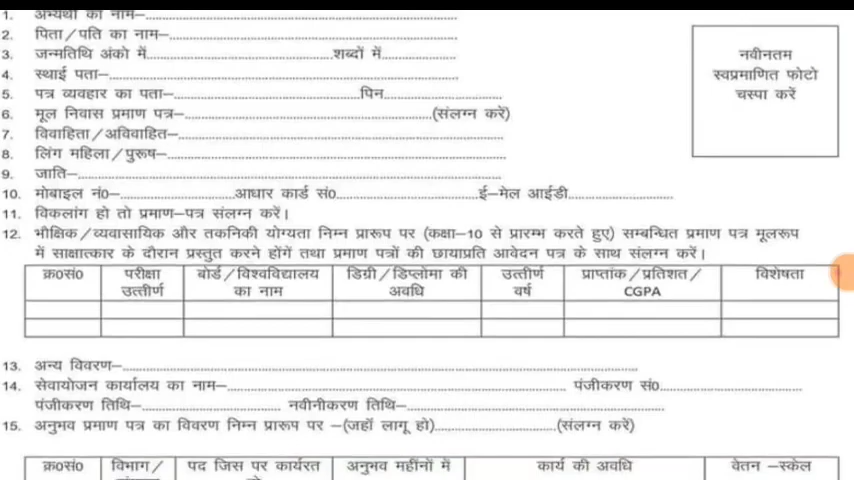 1. अभ्यर्थी का नाम–........................................
2. पिता/पति का नाम–........................................
3. जन्मतिथि अंको में........................................शब्दों में....................
नवीनतम
स्वप्रमाणित फोटो
चस्पा करें
4. स्थाई पता–........................................
5. पत्र व्यवहार का पता–........................................पिन..............................
6. मूल निवास प्रमाण पत्र–........................................(संलग्न करें)
7. विवाहिता/अविवाहित–........................................
8. लिंग महिला/पुरूष–........................................
9. जाति–........................................
10. मोबाइल नं0–..............................आधार कार्ड सं0..............................ई–मेल आईडी..............................
11. विकलांग हो तो प्रमाण–पत्र संलग्न करें।
12. भौक्षिक/व्यवसायिक और तकनिकी योग्यता निम्न प्रारूप पर (कक्षा–10 से प्रारम्भ करते हुए) सम्बन्धित प्रमाण पत्र मूलरूप
में साक्षात्कार के दौरान प्रस्तुत करने होंगें तथा प्रमाण पत्रों की छायाप्रति आवेदन पत्र के साथ संलग्न करें।
क्र0सं0 परीक्षा उत्तीर्ण बोर्ड/विश्वविद्यालय का नाम डिग्री/डिप्लोमा की अवधि उत्तीर्ण वर्ष प्राप्तांक/प्रतिशत/ CGPA विशेषता
13. अन्य विवरण–........................................
14. सेवायोजन कार्यालय का नाम–........................................ पंजीकरण सं0..............................
पंजीकरण तिथि–.............................. नवीनीकरण तिथि–........................................
15. अनुभव प्रमाण पत्र का विवरण निम्न प्रारूप पर –(जहाँ लागू हो)..............................(संलग्न करें)
क्र0सं0 विभाग/ पद जिस पर कार्यरत अनुभव महींनों में कार्य की अवधि वेतन –स्केल